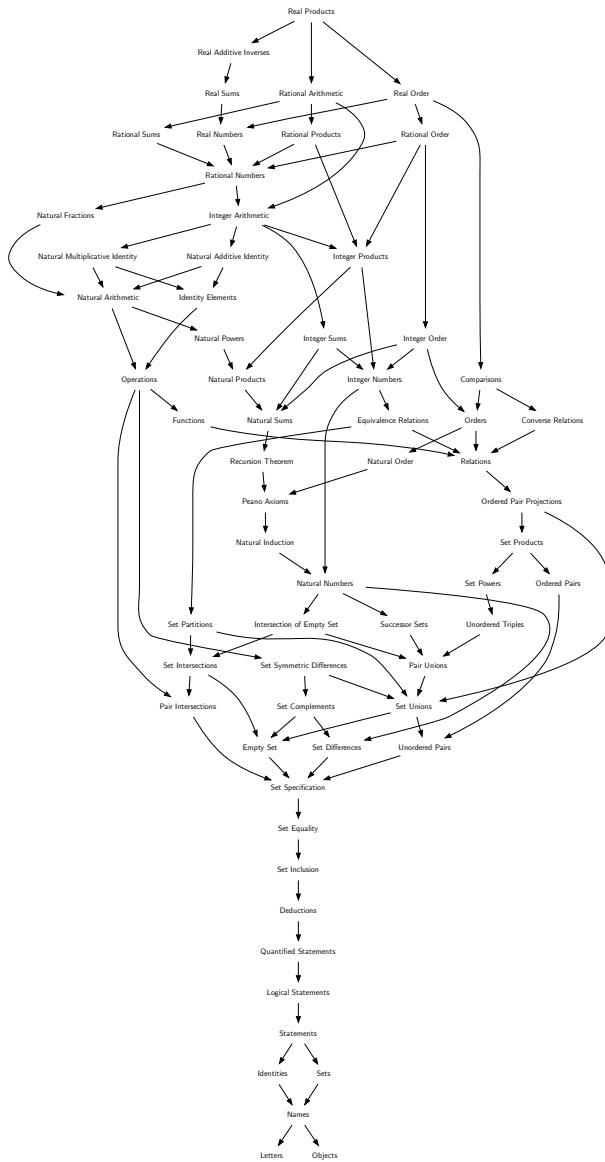 Real Products
Real Additive Inverses
Real Sums
Rational Arithmetic
Real Order
Rational Sums
Real Numbers
Rational Products
Rational Order
Rational Numbers
Natural Fractions
Integer Arithmetic
Natural Multiplicative Identity
Natural Additive Identity
Integer Products
Natural Arithmetic
Identity Elements
Natural Powers
Integer Sums
Integer Order
Operations
Natural Products
Integer Numbers
Comparisons
Functions
Natural Sums
Equivalence Relations
Orders
Converse Relations
Recursion Theorem
Natural Order
Relations
Peano Axioms
Ordered Pair Projections
Natural Induction
Set Products
Natural Numbers
Set Powers
Ordered Pairs
Set Partitions
Intersection of Empty Set
Successor Sets
Unordered Triples
Set Intersections
Set Symmetric Differences
Pair Unions
Pair Intersections
Set Complements
Set Unions
Empty Set
Set Differences
Unordered Pairs
Set Specification
Set Equality
Set Inclusion
Deductions
Quantified Statements
Logical Statements
Statements
Identities
Sets
Names
Letters
Objects